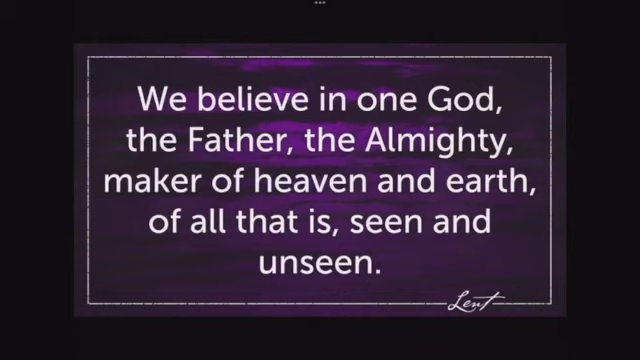 We believe in one God,
the Father, the Almighty,
maker of heaven and earth,
of all that is, seen and
unseen.
Lent